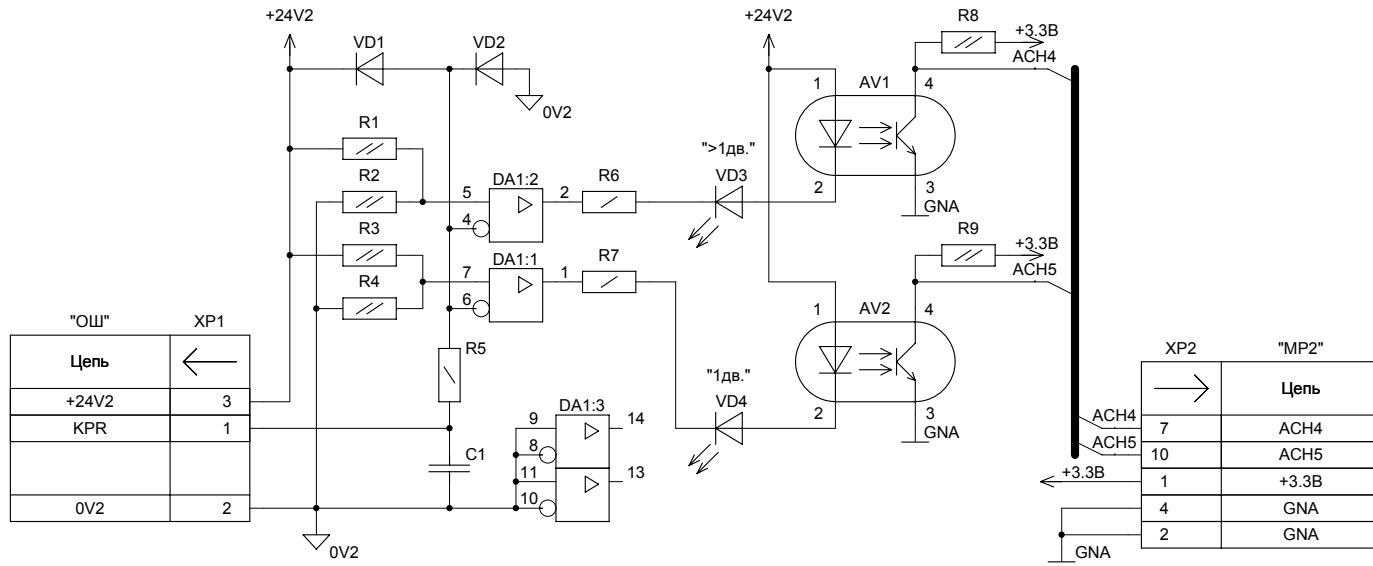 +24V2
VD1
VD2
0V2
R1
R2
R3
R4
DA1:2
5
4
2
R6
">1дв."
VD3
DA1:1
7
6
1
R7
R5
"1дв."
VD4
DA1:3
9
8
11
10
14
13
C1
0V2
"ОШ" XP1
Цепь
+24V2 3
KPR 1
0V2 2
+24V2
1
AV1
4
2
3
GNA
R8
+3.3В
ACH4
R9
+3.3В
ACH5
1
AV2
4
2
3
GNA
XP2 "MP2"
Цепь
ACH4 7 ACH4
ACH5 10 ACH5
+3.3В 1 +3.3В
4 GNA
2 GNA
GNA